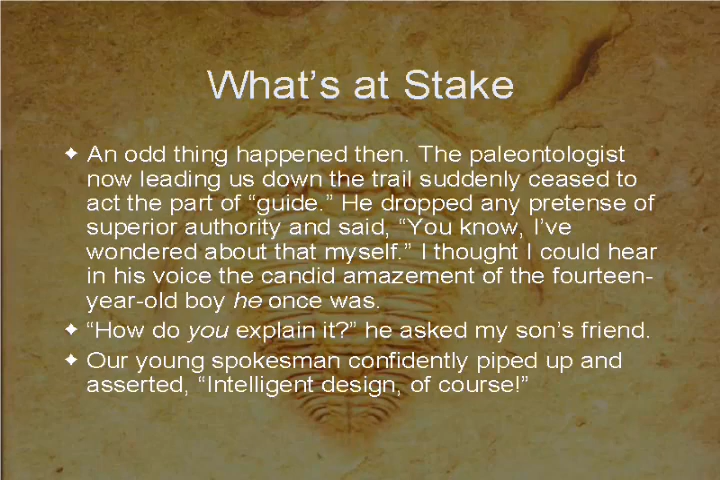 What's at Stake
✦ An odd thing happened then. The paleontologist
now leading us down the trail suddenly ceased to
act the part of “guide.” He dropped any pretense of
superior authority and said, “You know, I’ve
wondered about that myself.” I thought I could hear
in his voice the candid amazement of the fourteen-
year-old boy he once was.
✦ “How do you explain it?” he asked my son’s friend.
✦ Our young spokesman confidently piped up and
asserted, “Intelligent design, of course!”